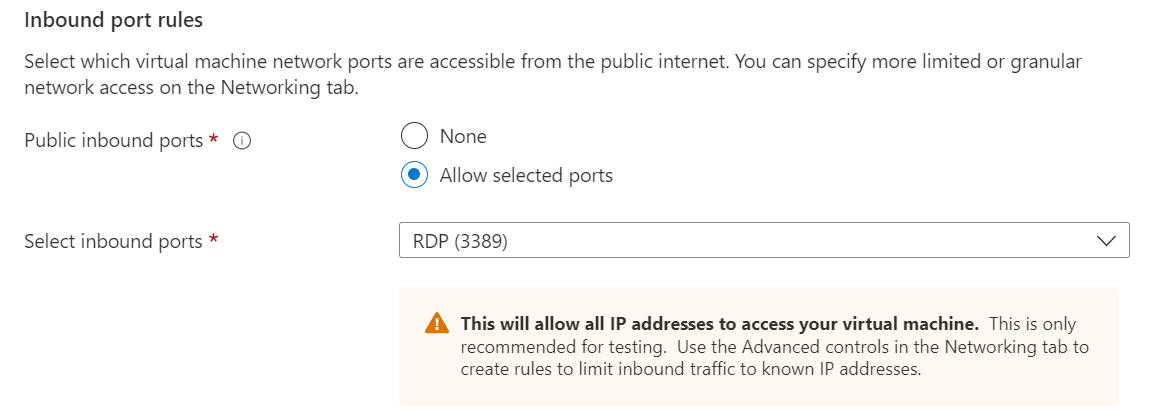 Inbound port rules
Select which virtual machine network ports are accessible from the public internet. You can specify more limited or granular
network access on the Networking tab.
Public inbound ports *
None
Allow selected ports
Select inbound ports *
RDP (3389)
This will allow all IP addresses to access your virtual machine.  This is only
recommended for testing.  Use the Advanced controls in the Networking tab to
create rules to limit inbound traffic to known IP addresses.